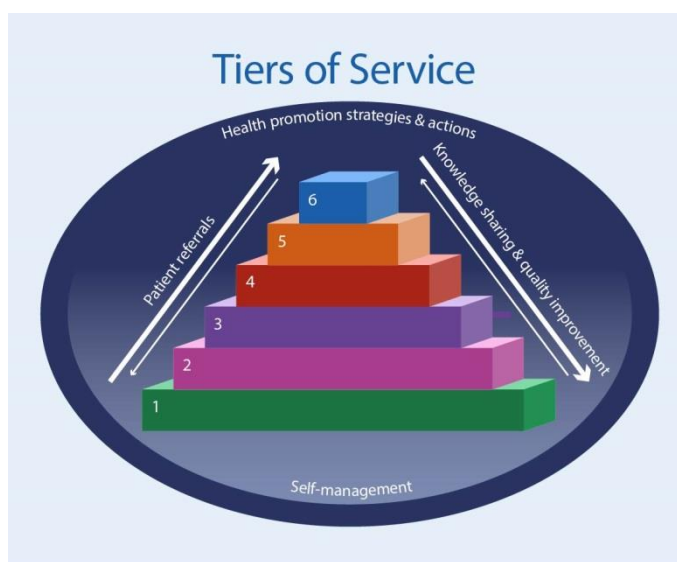 Tiers of Service
Health promotion strategies & actions
Patient referrals
Knowledge sharing & quality improvement
6
5
4
3
2
1
Self-management